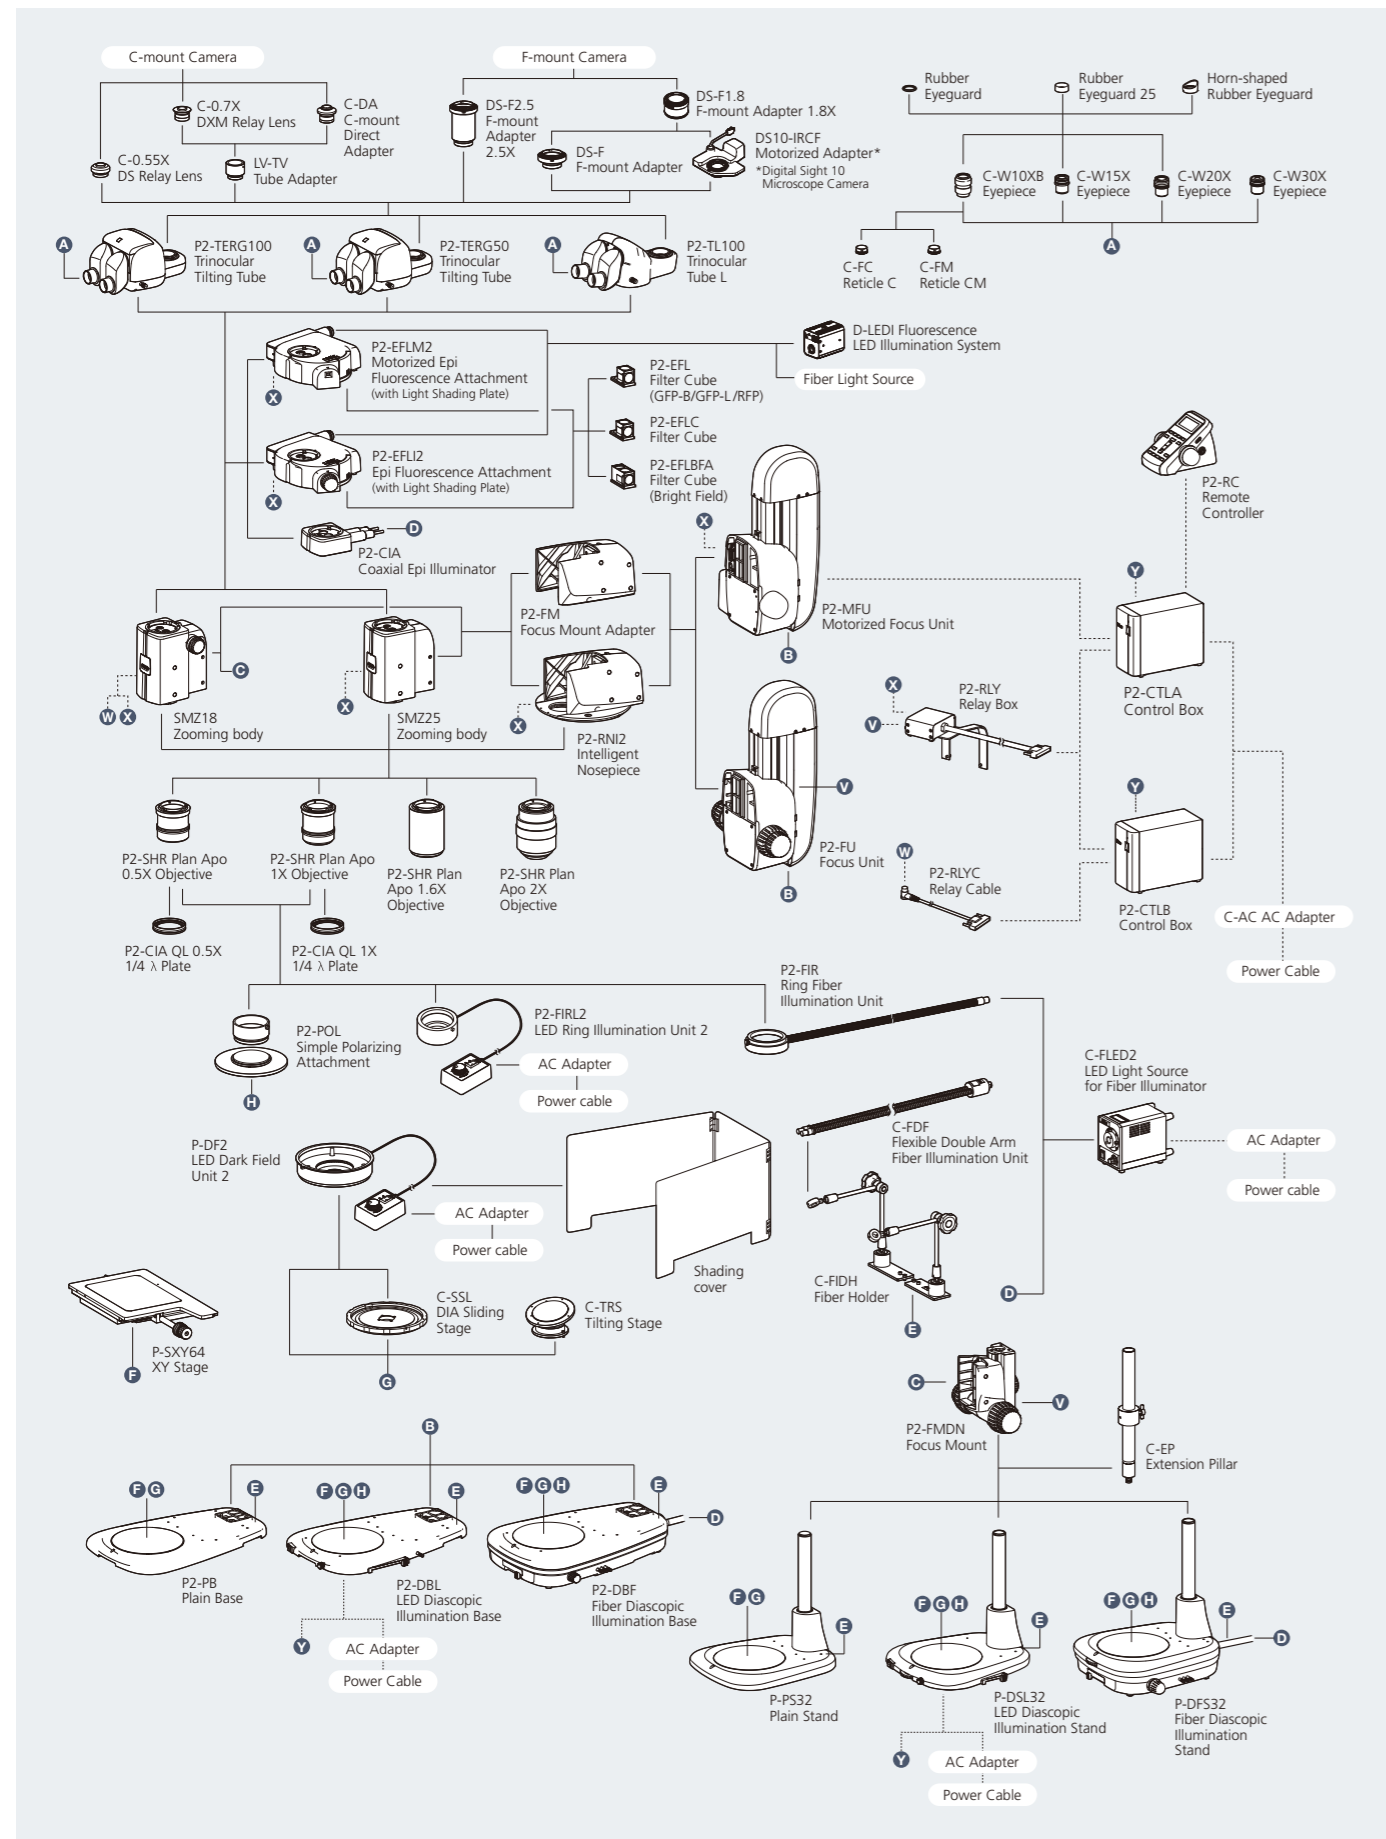 C-mount Camera
F-mount Camera
C-0.7X
DXM Relay Lens
C-DA
C-mount
Direct
Adapter
C-0.55X
DS Relay Lens
LV-TV
Tube Adapter
DS-F2.5
F-mount
Adapter
2.5X
DS-F1.8
F-mount Adapter 1.8X
DS-F
F-mount Adapter
DS10-IRCF
Motorized Adapter*
*Digital Sight 10
Microscope Camera
Rubber
Eyeguard
Rubber
Eyeguard 25
Horn-shaped
Rubber Eyeguard
C-W10XB
Eyepiece
C-W15X
Eyepiece
C-W20X
Eyepiece
C-W30X
Eyepiece
A
C-FC
Reticle C
C-FM
Reticle CM
A
P2-TERG100
Trinocular
Tilting Tube
A
P2-TERG50
Trinocular
Tilting Tube
A
P2-TL100
Trinocular
Tube L
P2-EFLM2
Motorized Epi
Fluorescence Attachment
(with Light Shading Plate)
X
D-LEDI Fluorescence
LED Illumination System
Fiber Light Source
P2-EFL
Filter Cube
(GFP-B/GFP-L/RFP)
P2-EFLC
Filter Cube
P2-EFLBFA
Filter Cube
(Bright Field)
P2-EFLI2
Epi Fluorescence Attachment
(with Light Shading Plate)
X
D
P2-CIA
Coaxial Epi Illuminator
P2-RC
Remote
Controller
X
P2-FM
Focus Mount Adapter
P2-MFU
Motorized Focus Unit
B
Y
P2-CTLA
Control Box
C
W
X
SMZ18
Zooming body
X
SMZ25
Zooming body
X
P2-RNI2
Intelligent
Nosepiece
X
V
P2-RLY
Relay Box
V
P2-FU
Focus Unit
B
Y
P2-CTLB
Control Box
W
P2-RLYC
Relay Cable
C-AC AC Adapter
Power Cable
P2-SHR Plan Apo
0.5X Objective
P2-SHR Plan Apo
1X Objective
P2-SHR Plan
Apo 1.6X
Objective
P2-SHR Plan
Apo 2X
Objective
P2-CIA QL 0.5X
1/4 λ Plate
P2-CIA QL 1X
1/4 λ Plate
P2-POL
Simple Polarizing
Attachment
H
P2-FIRL2
LED Ring Illumination Unit 2
AC Adapter
Power cable
P2-FIR
Ring Fiber
Illumination Unit
C-FLED2
LED Light Source
for Fiber Illuminator
AC Adapter
Power cable
C-FDF
Flexible Double Arm
Fiber Illumination Unit
P-DF2
LED Dark Field
Unit 2
AC Adapter
Power cable
Shading
cover
C-FIDH
Fiber Holder
D
E
P-SXY64
XY Stage
F
C-SSL
DIA Sliding
Stage
C-TRS
Tilting Stage
G
C
V
P2-FMDN
Focus Mount
C-EP
Extension Pillar
B
F G
E
P2-PB
Plain Base
F G H
E
P2-DBL
LED Diascopic
Illumination Base
Y
AC Adapter
Power Cable
F G H
E
D
P2-DBF
Fiber Diascopic
Illumination Base
F G
E
P-PS32
Plain Stand
F G H
E
P-DSL32
LED Diascopic
Illumination Stand
Y
AC Adapter
Power Cable
F G H
E
D
P-DFS32
Fiber Diascopic
Illumination
Stand